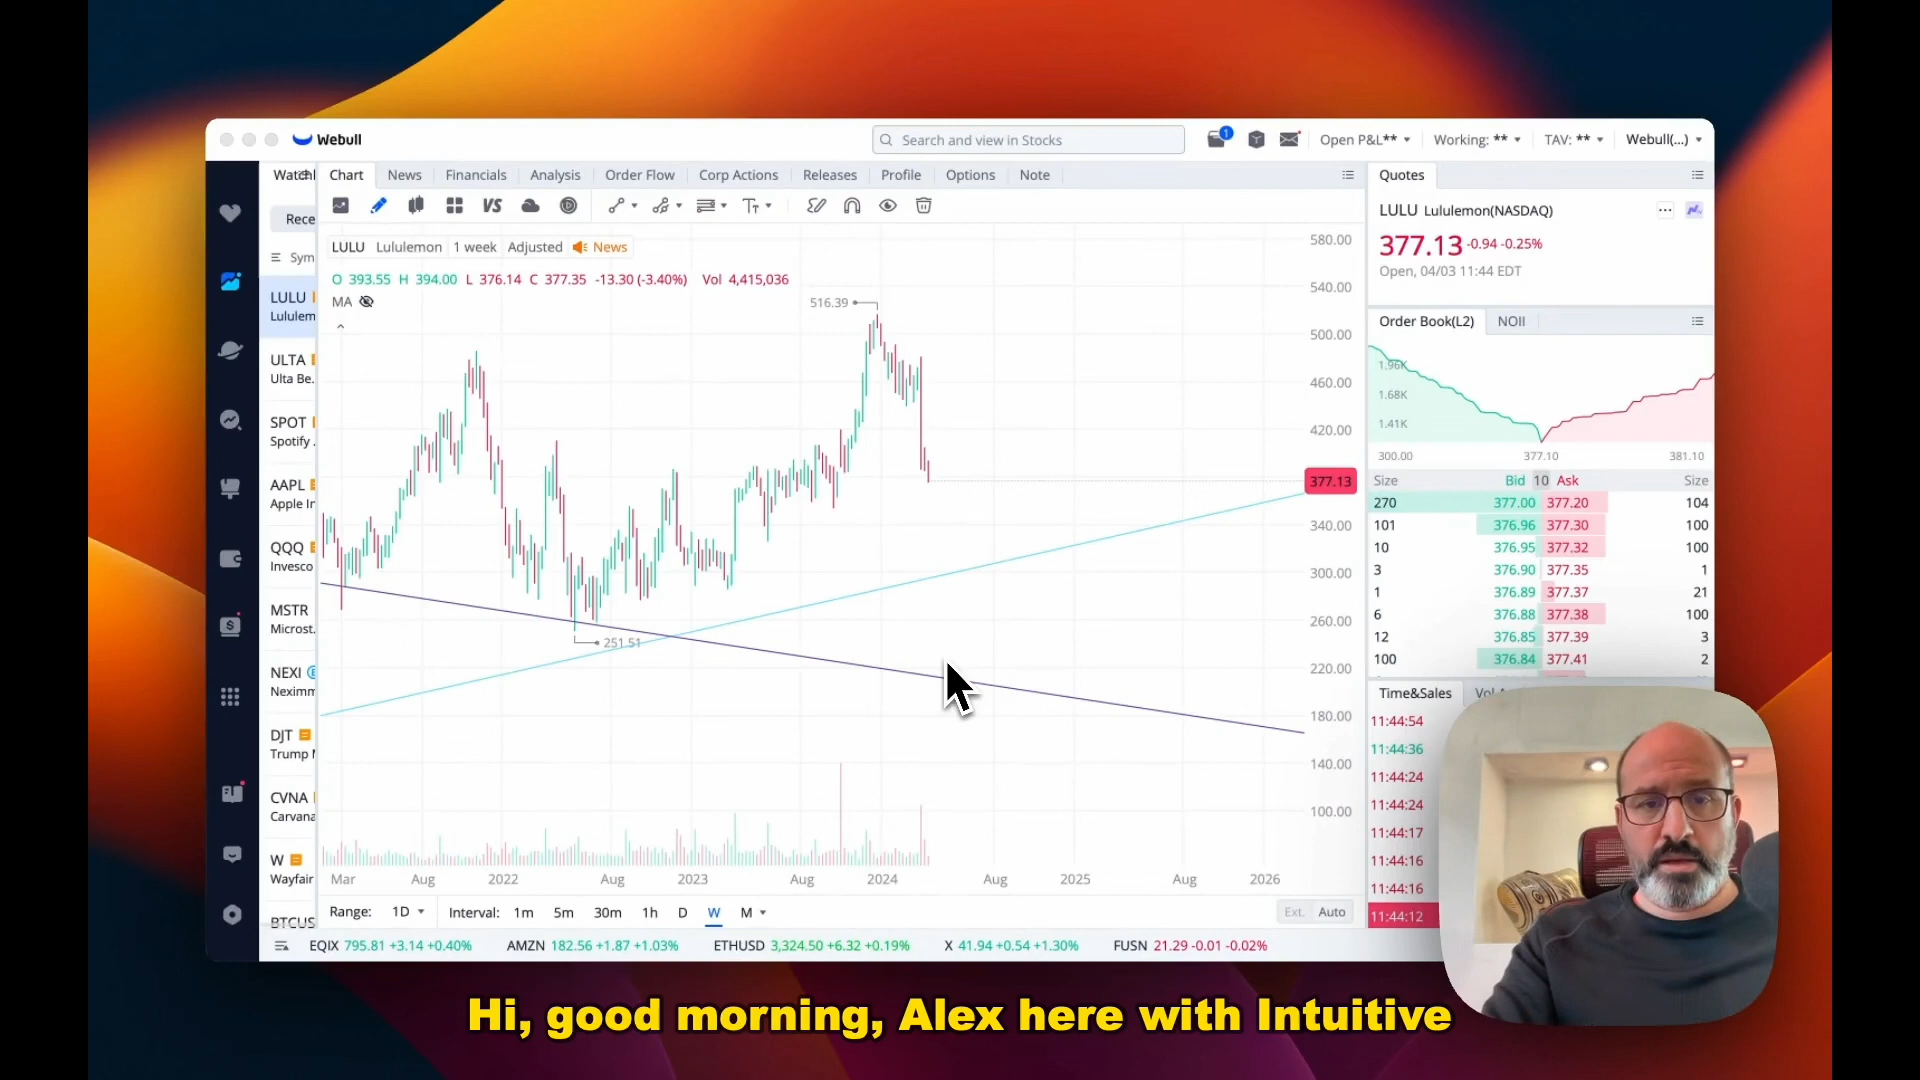 Webull
Search and view in Stocks
1
Open P&L**
Working: **
TAV: **
Webull(...)
Chart
News
Financials
Analysis
Order Flow
Corp Actions
Releases
Profile
Options
Note
Quotes
Rece
VS
LULU Lululemon(NASDAQ)
377.13 -0.94 -0.25%
Open, 04/03 11:44 EDT
LULU Lululemon 1 week Adjusted News
O 393.55 H 394.00 L 376.14 C 377.35 -13.30 (-3.40%) Vol 4,415,036
MA
Sym
LULU
Lululem
ULTA
Ulta Be.
SPOT
Spotify .
AAPL
Apple In
QQQ
Invesco
MSTR
Microst.
NEXI
Neximm
DJT
Trump M
CVNA
Carvana
W
Wayfair
BTCUS
516.39
251.51
580.00
540.00
500.00
460.00
420.00
377.13
340.00
300.00
260.00
220.00
180.00
140.00
100.00
Mar Aug 2022 Aug 2023 Aug 2024 Aug 2025 Aug 2026
Range: 1D Interval: 1m 5m 30m 1h D W M
Ext. Auto
Order Book(L2) NOII
1.96K
1.68K
1.41K
300.00 377.10 381.10
Size Bid 10 Ask Size
270 377.00 377.20 104
101 376.96 377.30 100
10 376.95 377.32 100
3 376.90 377.35 1
1 376.89 377.37 21
6 376.88 377.38 100
12 376.85 377.39 3
100 376.84 377.41 2
Time&Sales
11:44:54
11:44:36
11:44:24
11:44:24
11:44:17
11:44:16
11:44:16
11:44:12
EQIX 795.81 +3.14 +0.40% AMZN 182.56 +1.87 +1.03% ETHUSD 3,324.50 +6.32 +0.19% X 41.94 +0.54 +1.30% FUSN 21.29 -0.01 -0.02%
Hi, good morning, Alex here with Intuitive